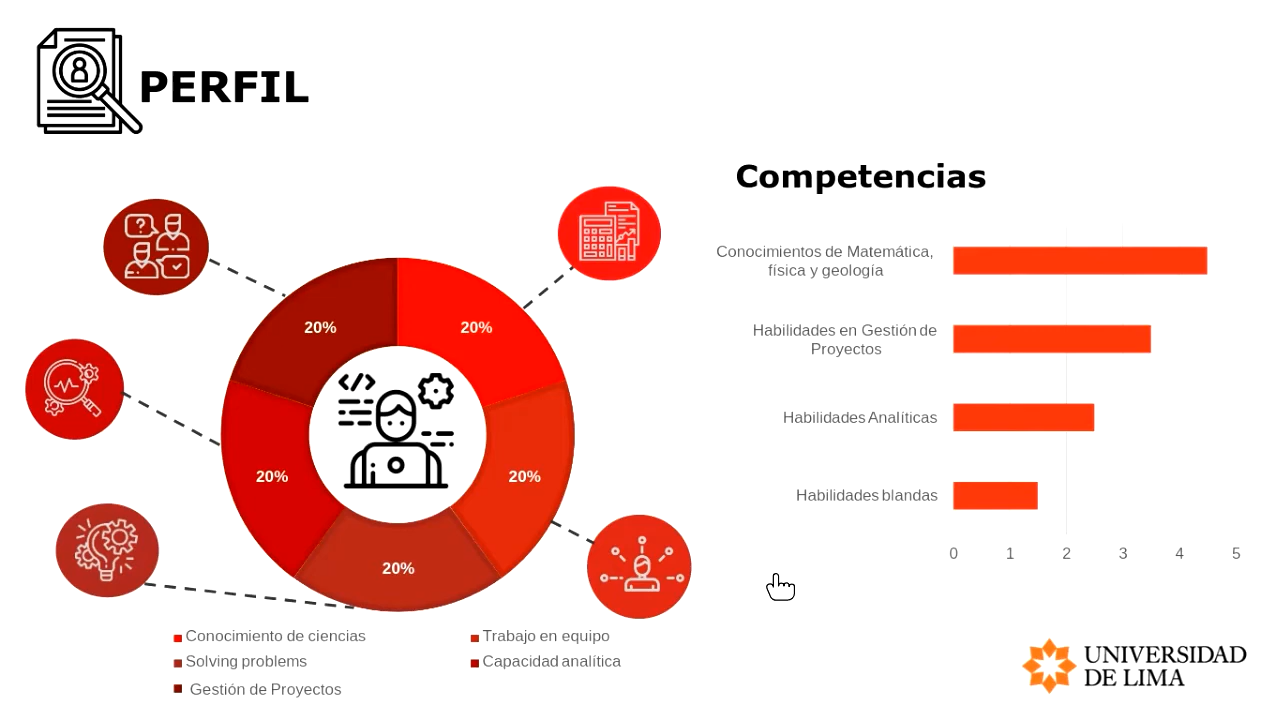 PERFIL
Competencias
20%
20%
20%
20%
20%
</>
?
Conocimiento de ciencias
Trabajo en equipo
Solving problems
Capacidad analítica
Gestión de Proyectos
Conocimientos de Matemática,
física y geología
Habilidades en Gestión de
Proyectos
Habilidades Analíticas
Habilidades blandas
0 1 2 3 4 5
UNIVERSIDAD
DE LIMA